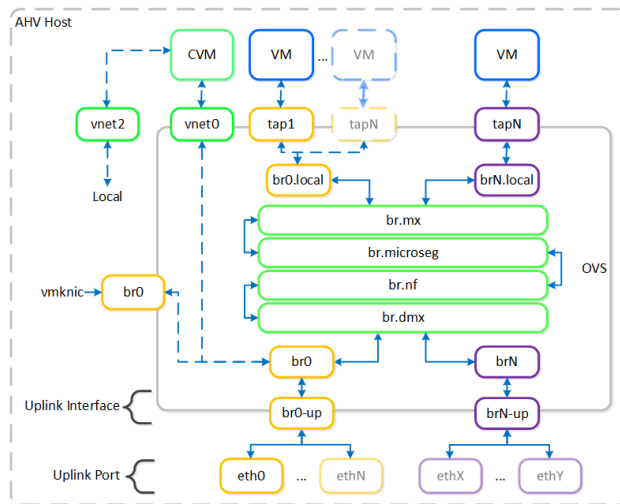 AHV Host
CVM
VM
...
VM
VM
vnet2
vnet0
tap1
tapN
tapN
Local
br0.local
brN.local
br.mx
br.microseg
OVS
br.nf
vmknic
br0
br.dmx
br0
brN
Uplink Interface
br0-up
brN-up
Uplink Port
eth0
...
ethN
ethX
...
ethY